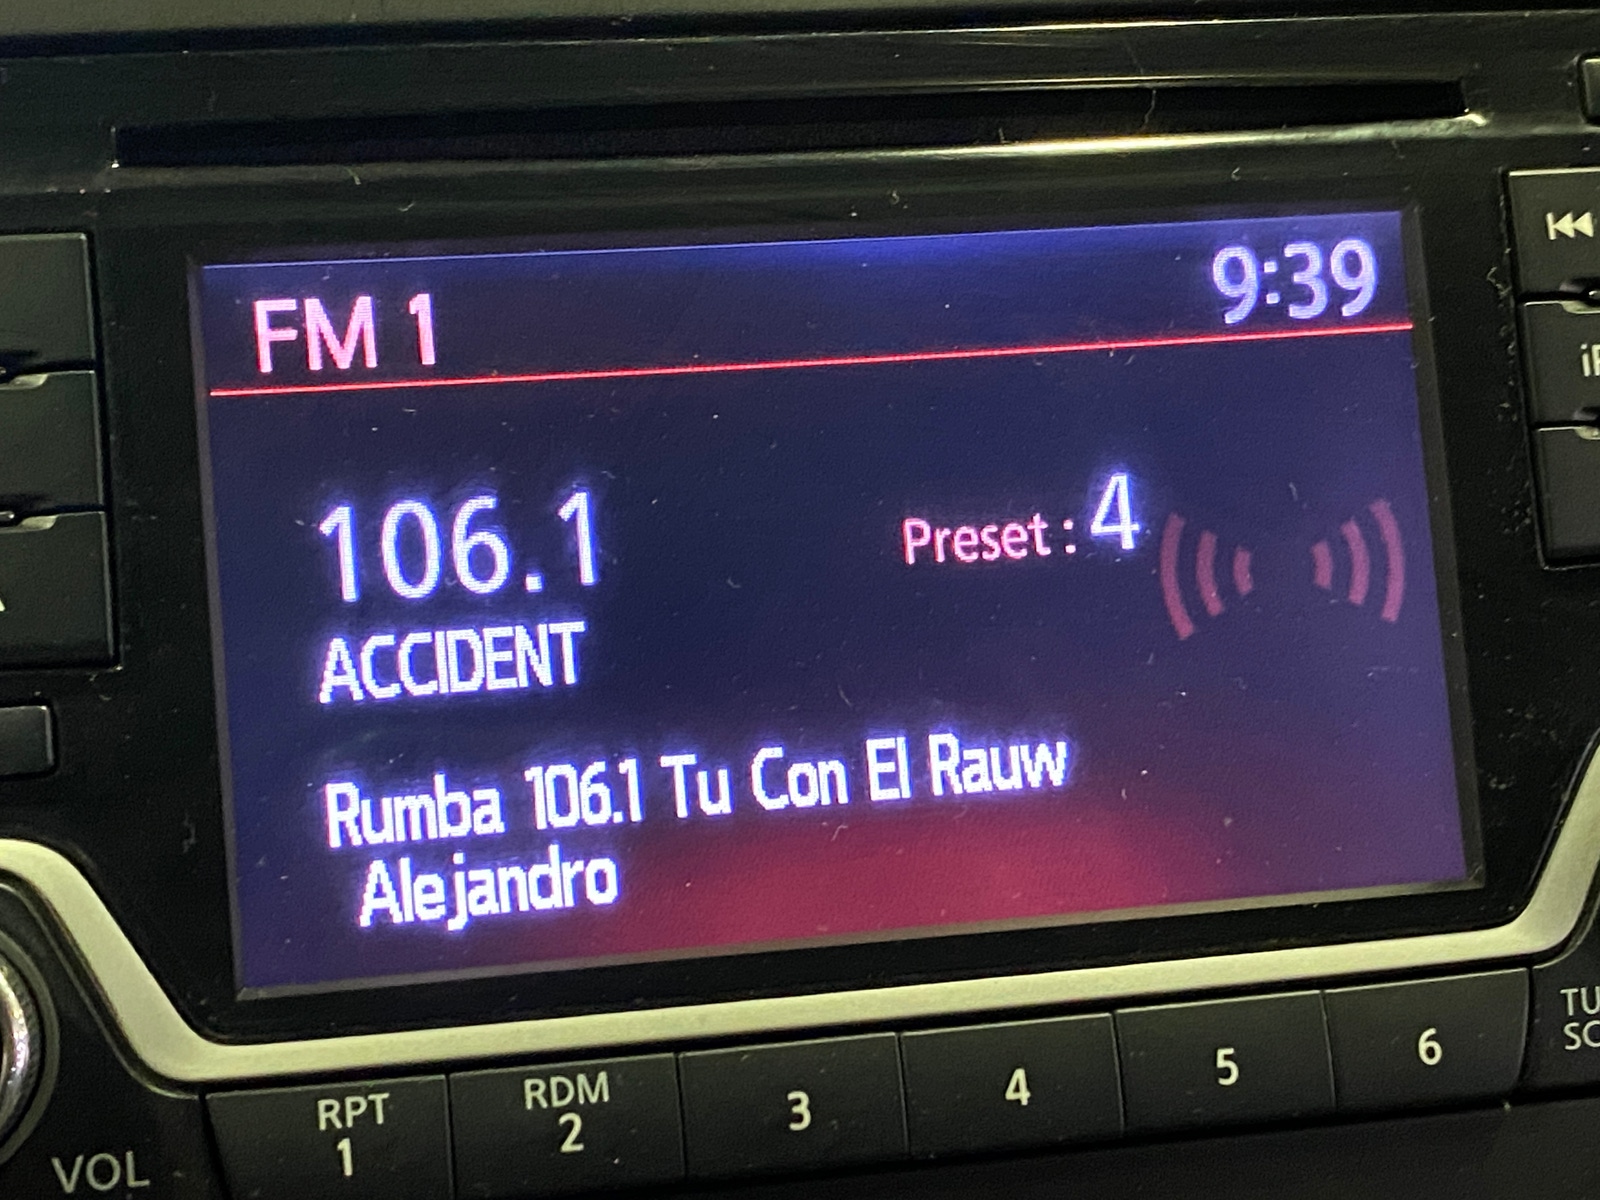 FM 1
9:39
106.1
Preset : 4
ACCIDENT
Rumba 106.1 Tu Con El Rauw
Alejandro
RPT
1
RDM
2
3
4
5
6
VOL